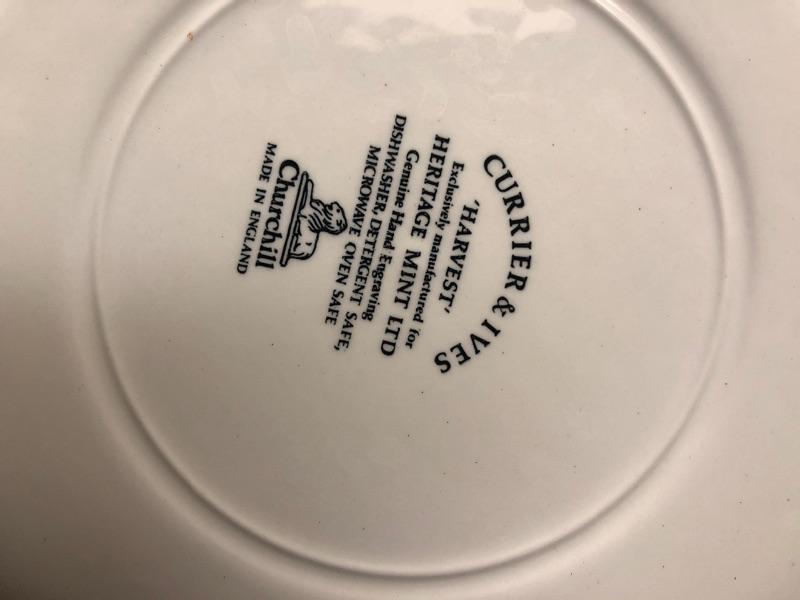 CURRIER & IVES
'HARVEST'
Exclusively manufactured for
HERITAGE MINT LTD
Genuine Hand Engraving
DISHWASHER, DETERGENT SAFE,
MICROWAVE OVEN SAFE
Churchill
MADE IN ENGLAND